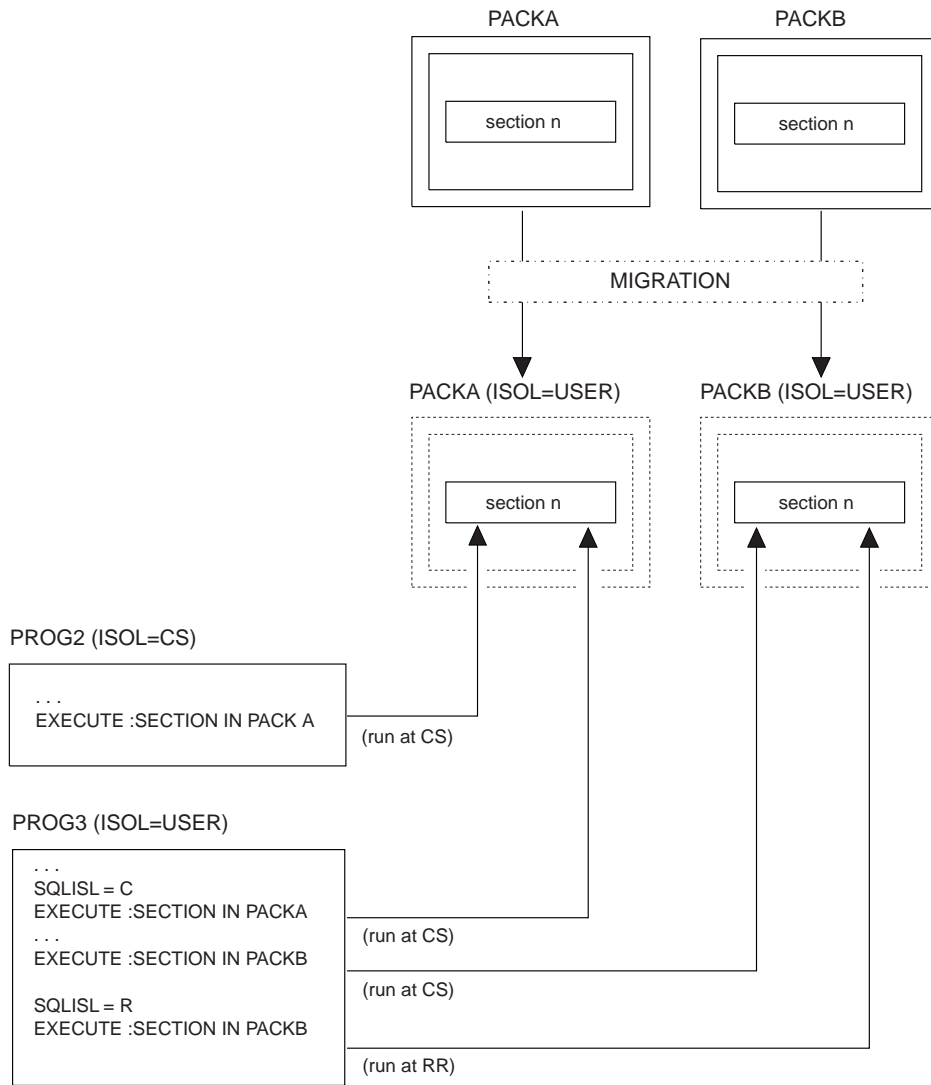 PACKA
PACKB
section n
section n
MIGRATION
PACKA (ISOL=USER)
PACKB (ISOL=USER)
section n
section n
PROG2 (ISOL=CS)
. . .
EXECUTE :SECTION IN PACK A
(run at CS)
PROG3 (ISOL=USER)
. . .
SQLISL = C
EXECUTE :SECTION IN PACKA
(run at CS)
. . .
EXECUTE :SECTION IN PACKB
(run at CS)
SQLISL = R
EXECUTE :SECTION IN PACKB
(run at RR)